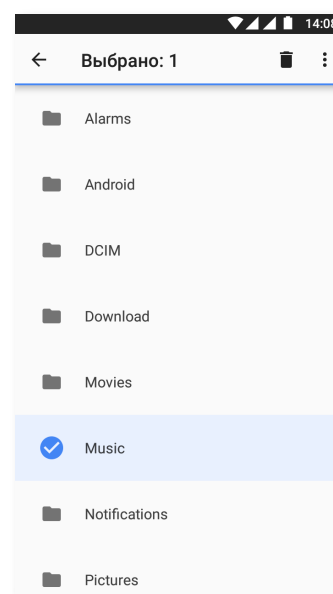 14:08
Выбрано: 1
Alarms
Android
DCIM
Download
Movies
Music
Notifications
Pictures